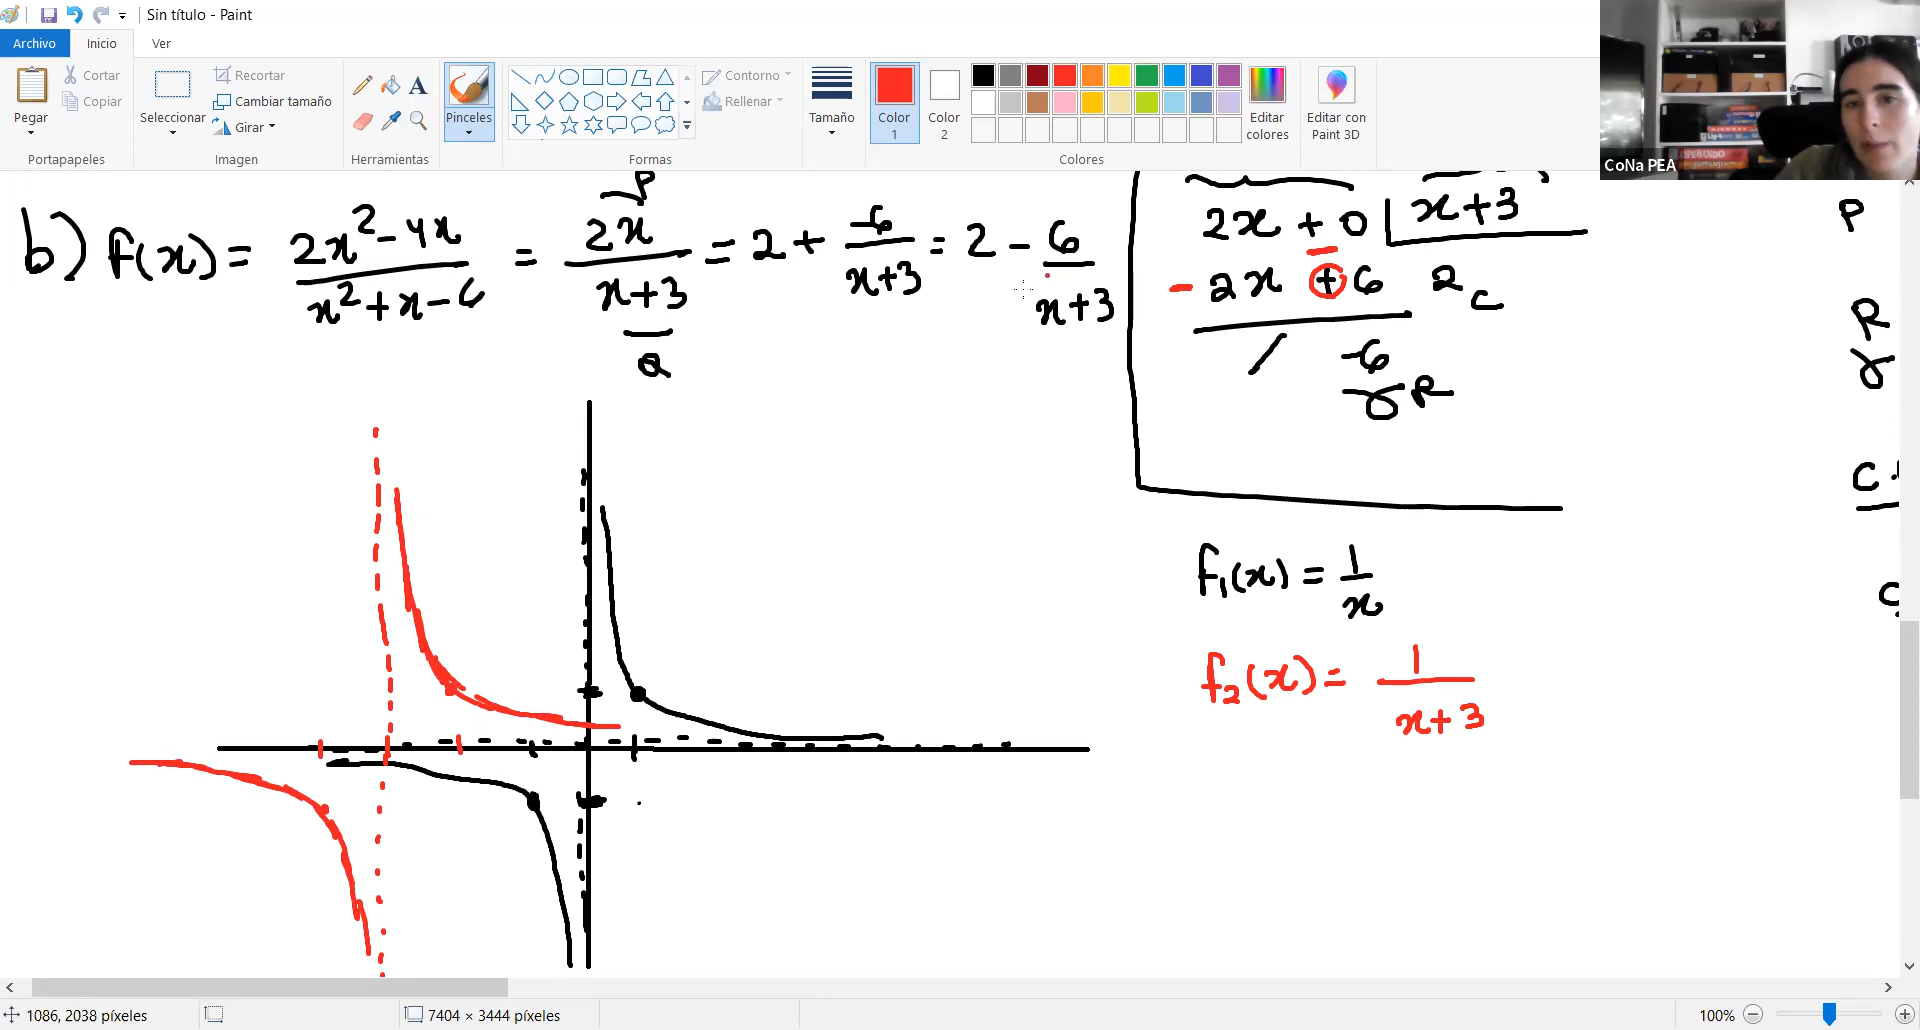 Sin título - Paint
Archivo Inicio Ver
Pegar
Cortar
Copiar
Portapapeles
Seleccionar
Recortar
Cambiar tamaño
Girar
Imagen
A
Herramientas
Pinceles
Contorno
Rellenar
Formas
Tamaño
Color 1
Color 2
Editar colores
Colores
Editar con Paint 3D
CoNa PEA
b) f(x) = (2x² - 4x)/(x² + x - 6) = 2x/(x+3) = 2 + -6/(x+3) = 2 - 6/(x+3)
P
Q
2x + 0 | x+3
- 2x + 6 2 C
/ -6
R
P
R
C
f₁(x) = 1/x
f₂(x) = 1/(x+3)
1086, 2038 píxeles
7404 × 3444 píxeles
100%